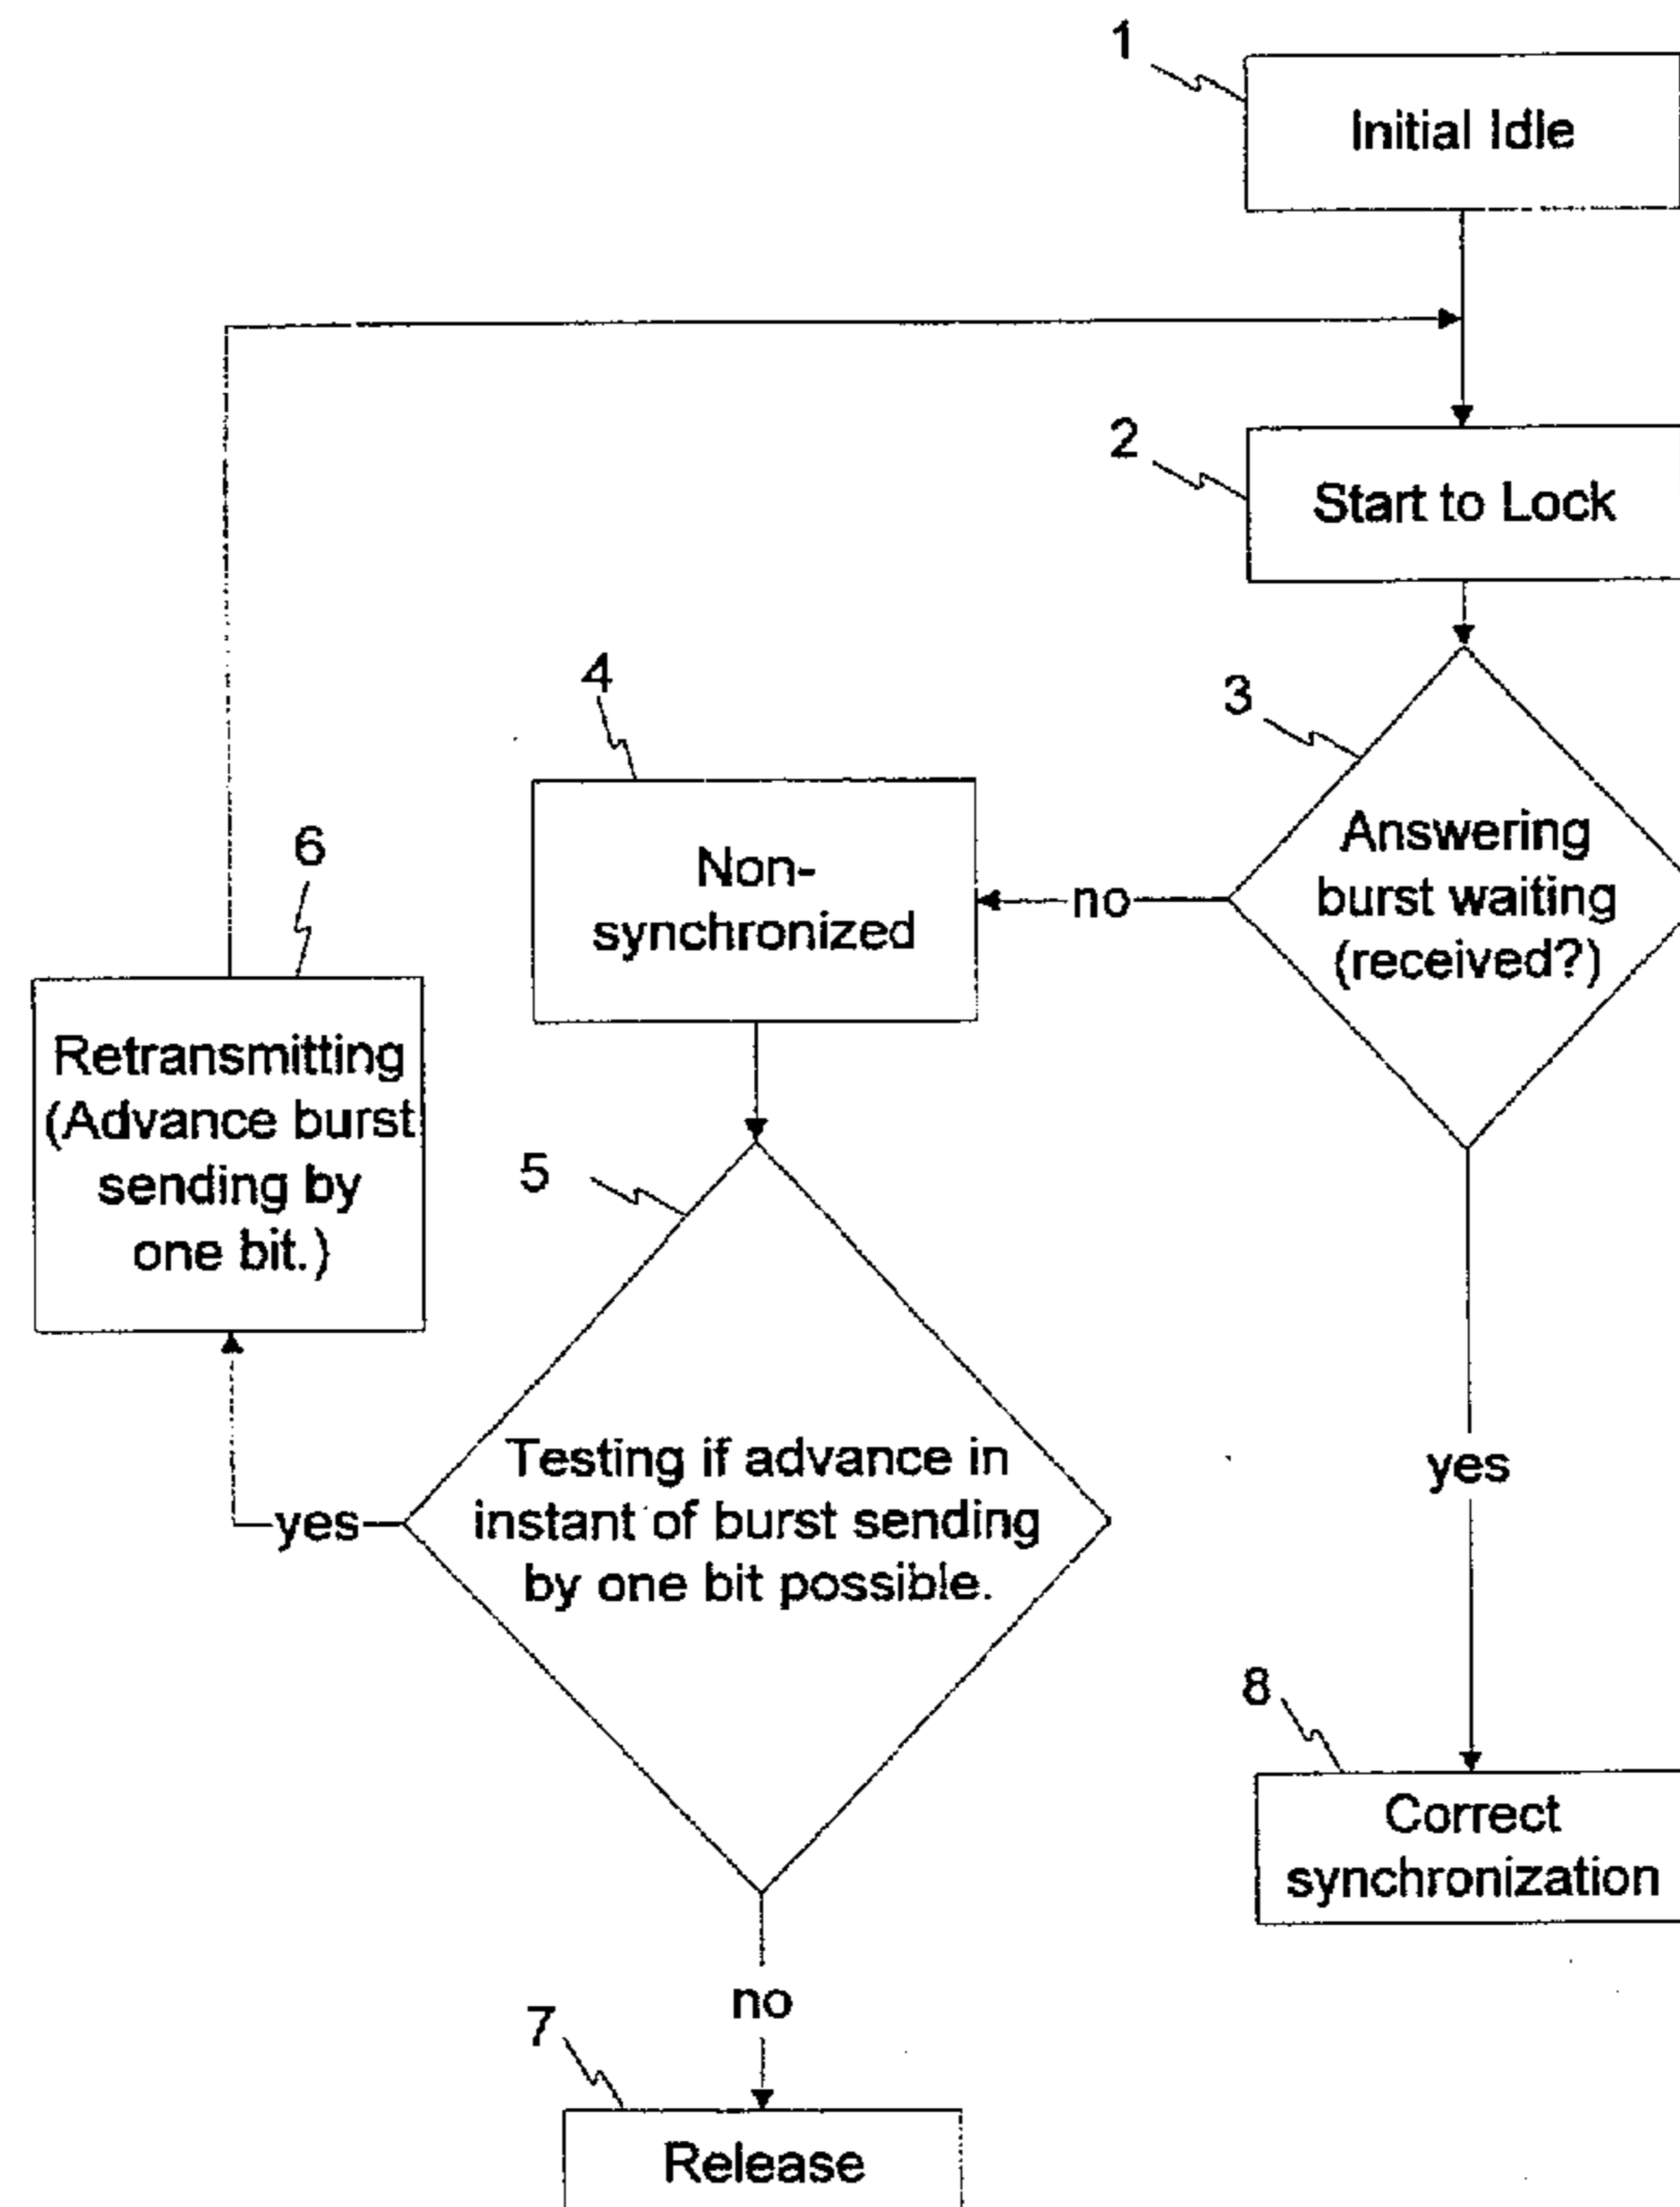 1
Initial Idle
2
Start to Lock
3
Answering
burst waiting
(received?)
no
4
Non-
synchronized
5
Testing if advance in
instant of burst sending
by one bit possible.
yes
6
Retransmitting
(Advance burst
sending by
one bit.)
no
7
Release
yes
8
Correct
synchronization